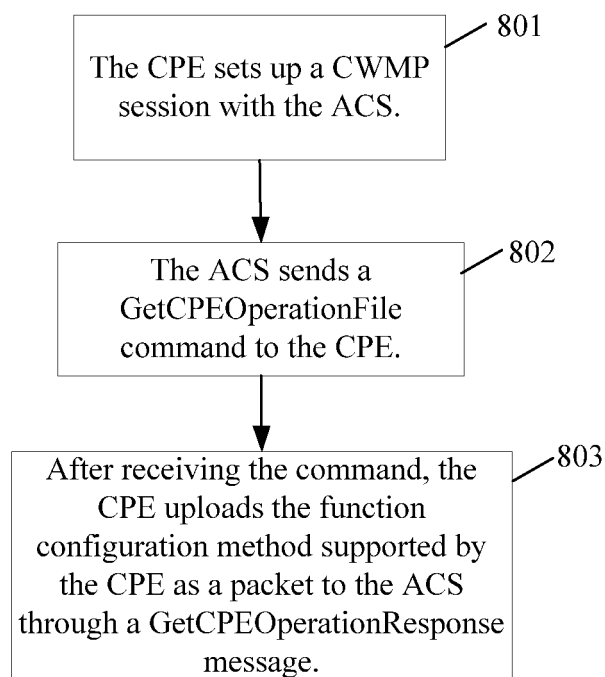 801
The CPE sets up a CWMP
session with the ACS.
802
The ACS sends a
GetCPEOperationFile
command to the CPE.
803
After receiving the command, the
CPE uploads the function
configuration method supported by
the CPE as a packet to the ACS
through a GetCPEOperationResponse
message.